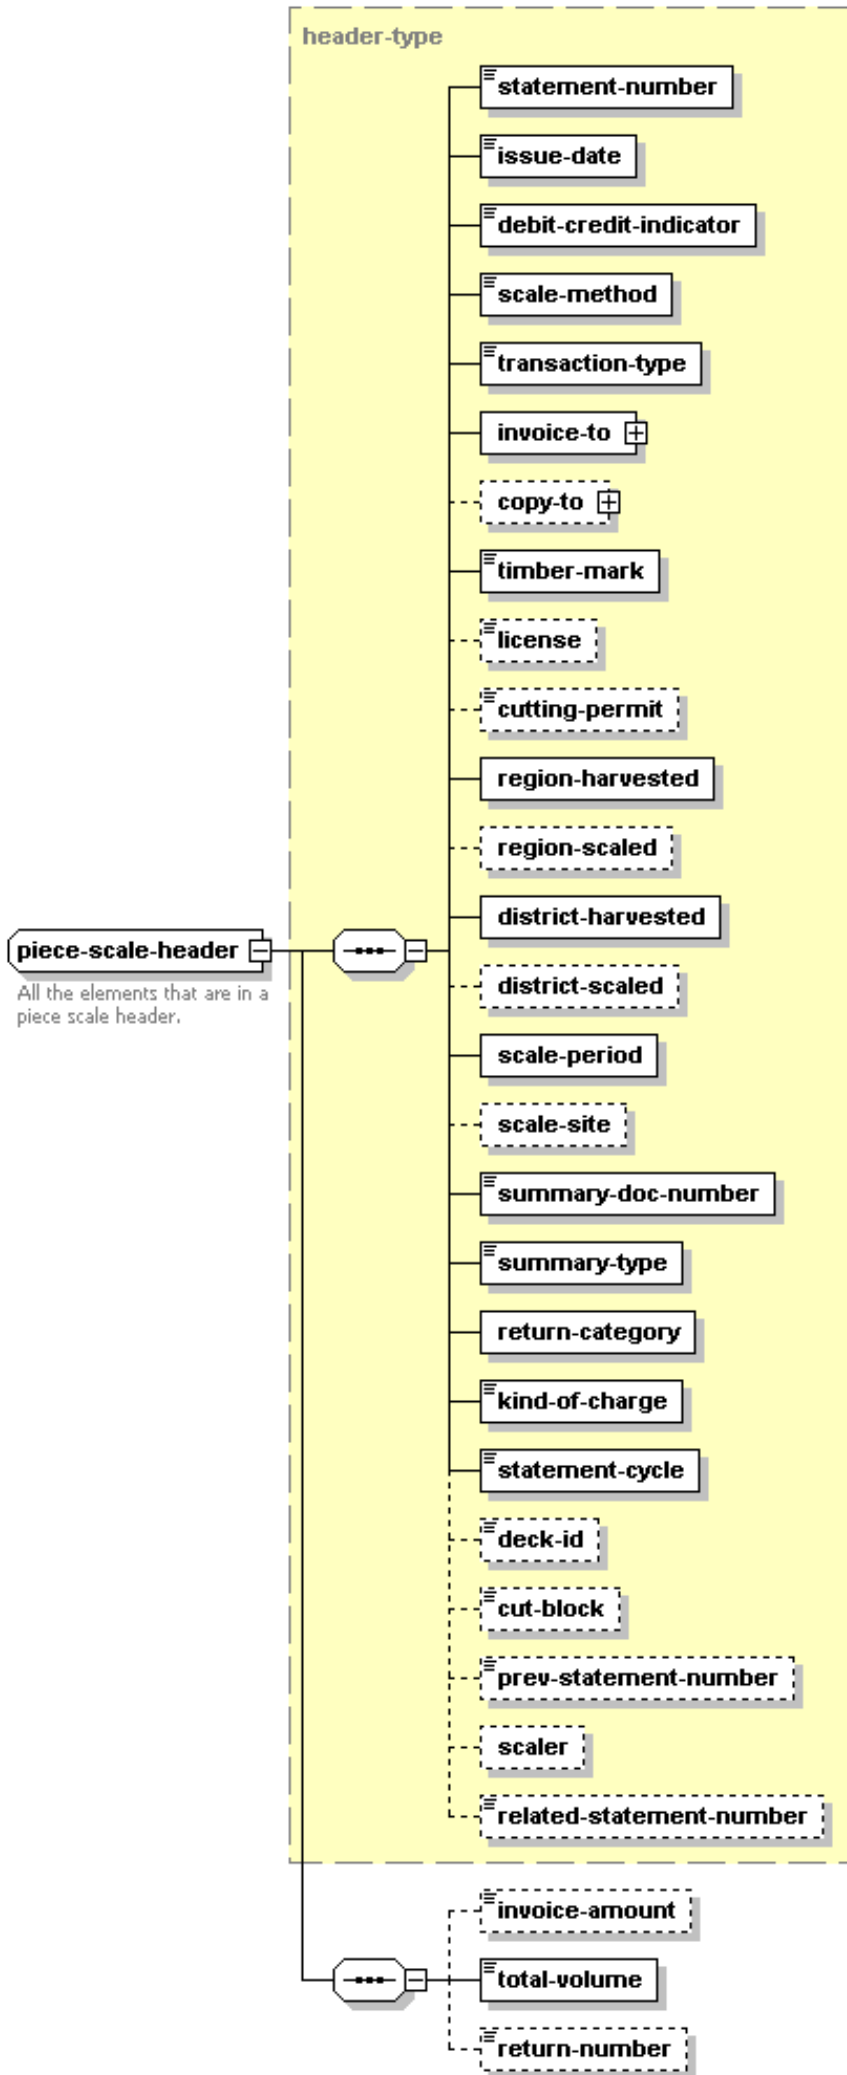 header-type
statement-number
issue-date
debit-credit-indicator
scale-method
transaction-type
invoice-to
copy-to
timber-mark
license
cutting-permit
region-harvested
region-scaled
district-harvested
piece-scale-header
All the elements that are in a
piece scale header.
district-scaled
scale-period
scale-site
summary-doc-number
summary-type
return-category
kind-of-charge
statement-cycle
deck-id
cut-block
prev-statement-number
scaler
related-statement-number
invoice-amount
total-volume
return-number